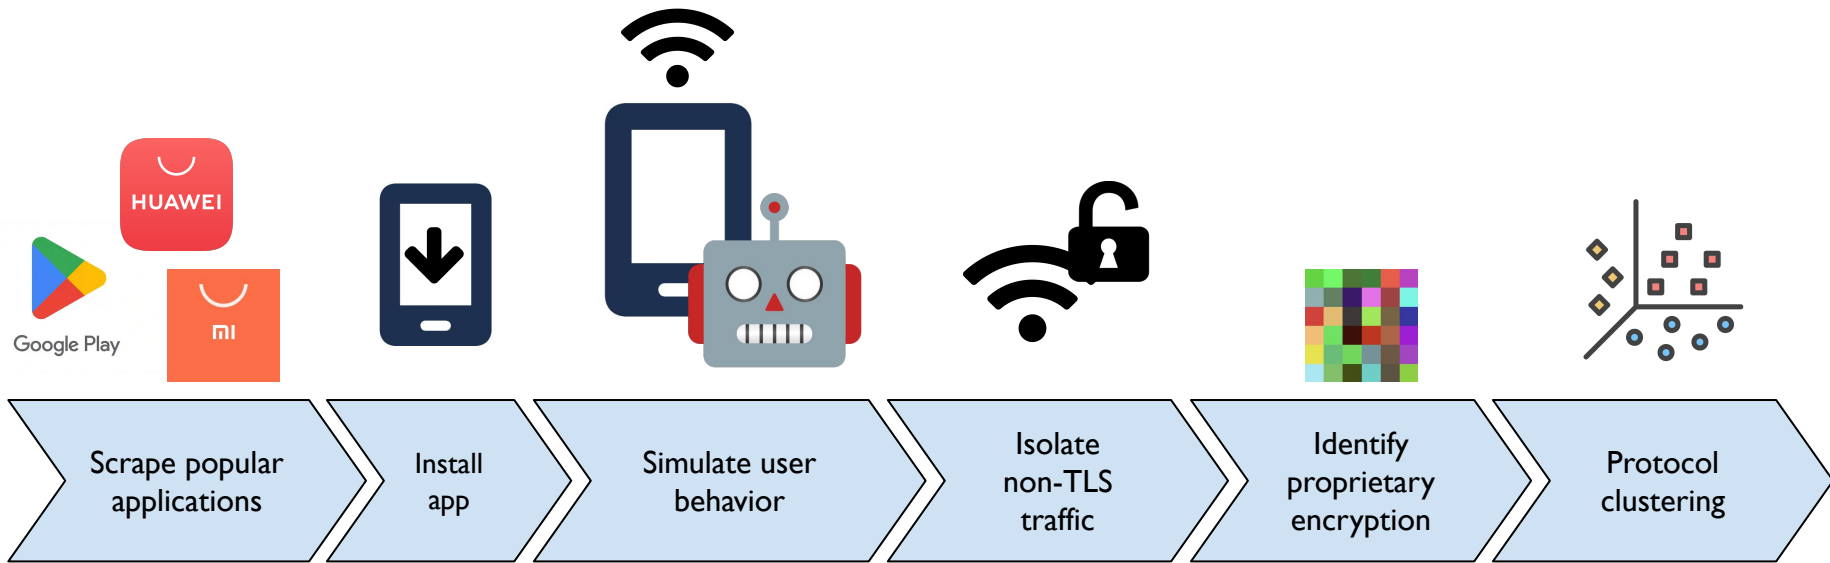 HUAWEI
Google Play
mi
Scrape popular
applications
Install
app
Simulate user
behavior
Isolate
non-TLS
traffic
Identify
proprietary
encryption
Protocol
clustering